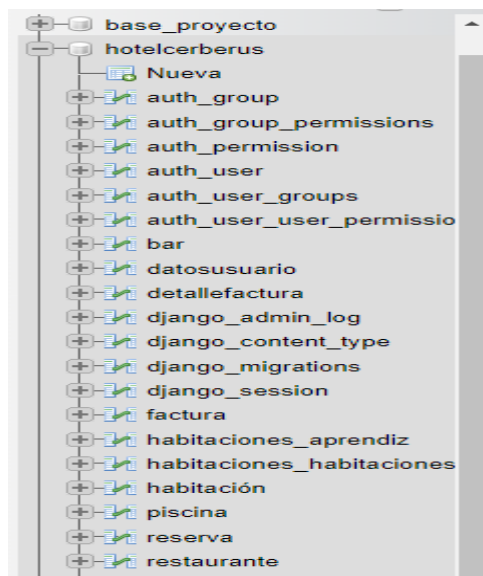 base_proyecto
hotelcerberus
Nueva
auth_group
auth_group_permissions
auth_permission
auth_user
auth_user_groups
auth_user_user_permissio
bar
datosusuario
detallefactura
django_admin_log
django_content_type
django_migrations
django_session
factura
habitaciones_aprendiz
habitaciones_habitaciones
habitación
piscina
reserva
restaurante